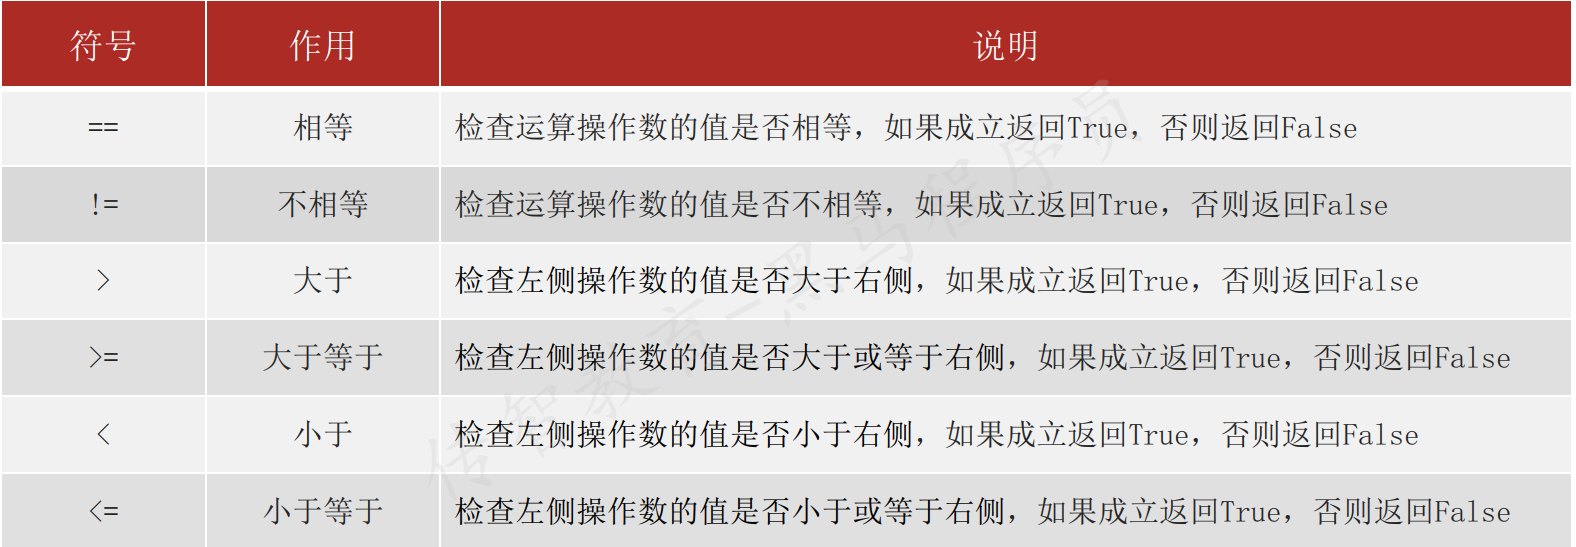 符号 作用 说明
== 相等 检查运算操作数的值是否相等，如果成立返回True，否则返回False
!= 不相等 检查运算操作数的值是否不相等，如果成立返回True，否则返回False
> 大于 检查左侧操作数的值是否大于右侧，如果成立返回True，否则返回False
>= 大于等于 检查左侧操作数的值是否大于或等于右侧，如果成立返回True，否则返回False
< 小于 检查左侧操作数的值是否小于右侧，如果成立返回True，否则返回False
<= 小于等于 检查左侧操作数的值是否小于或等于右侧，如果成立返回True，否则返回False
传智教育-黑马程序员